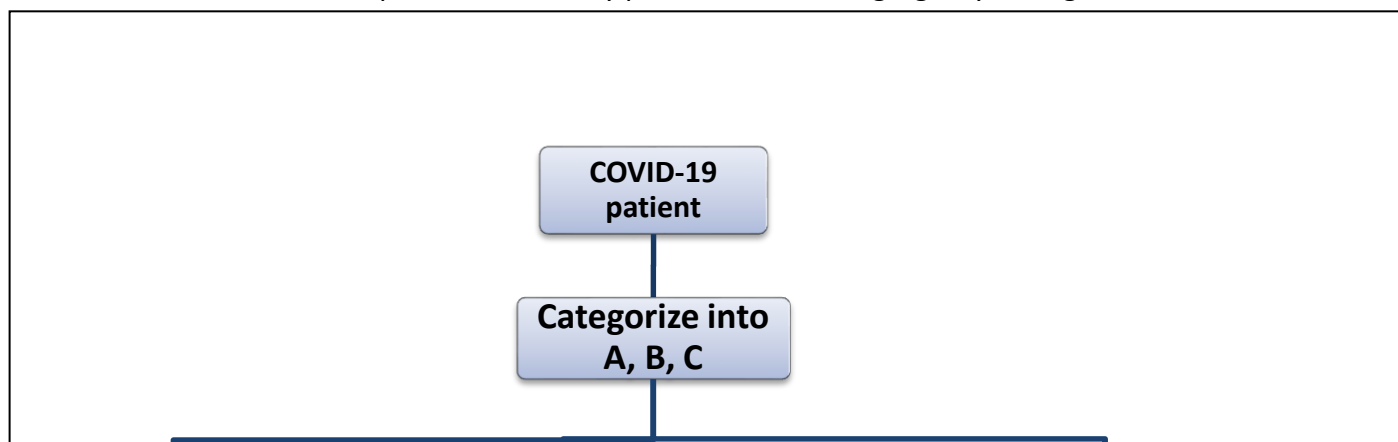 COVID-19
patient
Categorize into
A, B, C